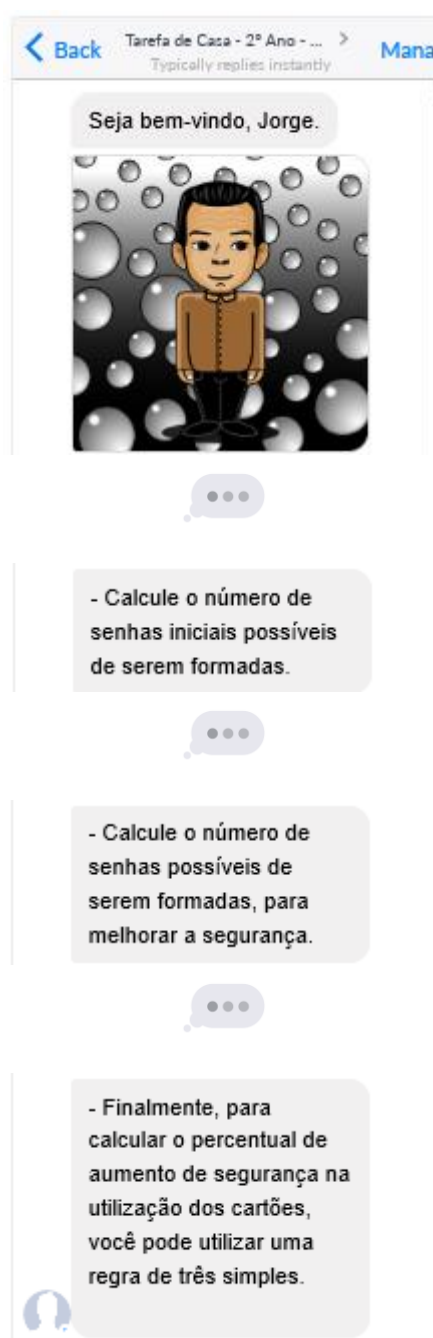 Back Tarefa de Casa - 2º Ano - ... > Mana
Typically replies instantly
Seja bem-vindo, Jorge.
- Calcule o número de
senhas iniciais possíveis
de serem formadas.
- Calcule o número de
senhas possíveis de
serem formadas, para
melhorar a segurança.
- Finalmente, para
calcular o percentual de
aumento de segurança na
utilização dos cartões,
você pode utilizar uma
regra de três simples.